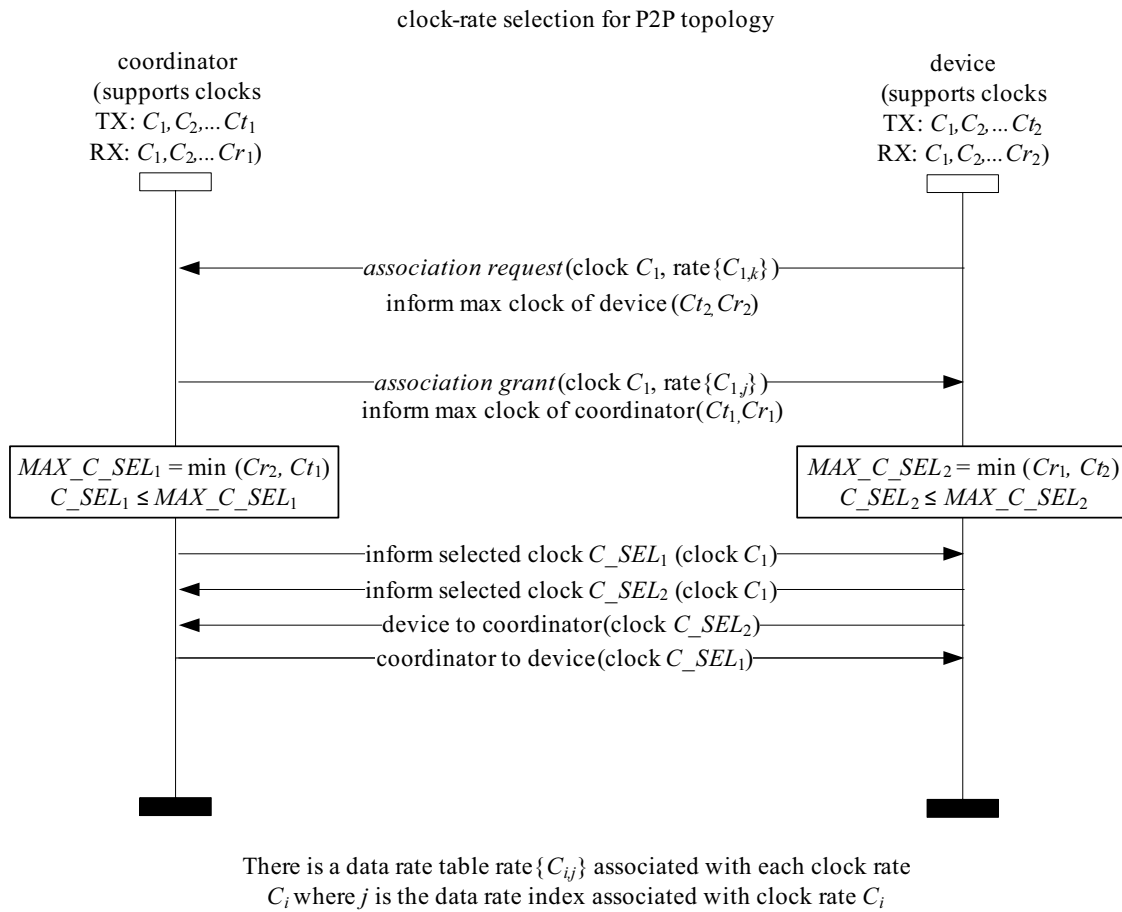 clock-rate selection for P2P topology
coordinator
(supports clocks
TX: C₁,C₂,...Ct₁
RX: C₁,C₂,...Cr₁)
device
(supports clocks
TX: C₁,C₂,...Ct₂
RX: C₁,C₂,...Cr₂)
association request(clock C₁, rate{C₁,ₖ})
inform max clock of device (Ct₂,Cr₂)
association grant(clock C₁, rate{C₁,ⱼ})
inform max clock of coordinator(Ct₁,Cr₁)
MAX_C_SEL₁ = min (Cr₂, Ct₁)
C_SEL₁ ≤ MAX_C_SEL₁
MAX_C_SEL₂ = min (Cr₁, Ct₂)
C_SEL₂ ≤ MAX_C_SEL₂
inform selected clock C_SEL₁ (clock C₁)
inform selected clock C_SEL₂ (clock C₁)
device to coordinator(clock C_SEL₂)
coordinator to device(clock C_SEL₁)
There is a data rate table rate{Cᵢ,ⱼ} associated with each clock rate
Cᵢ where j is the data rate index associated with clock rate Cᵢ